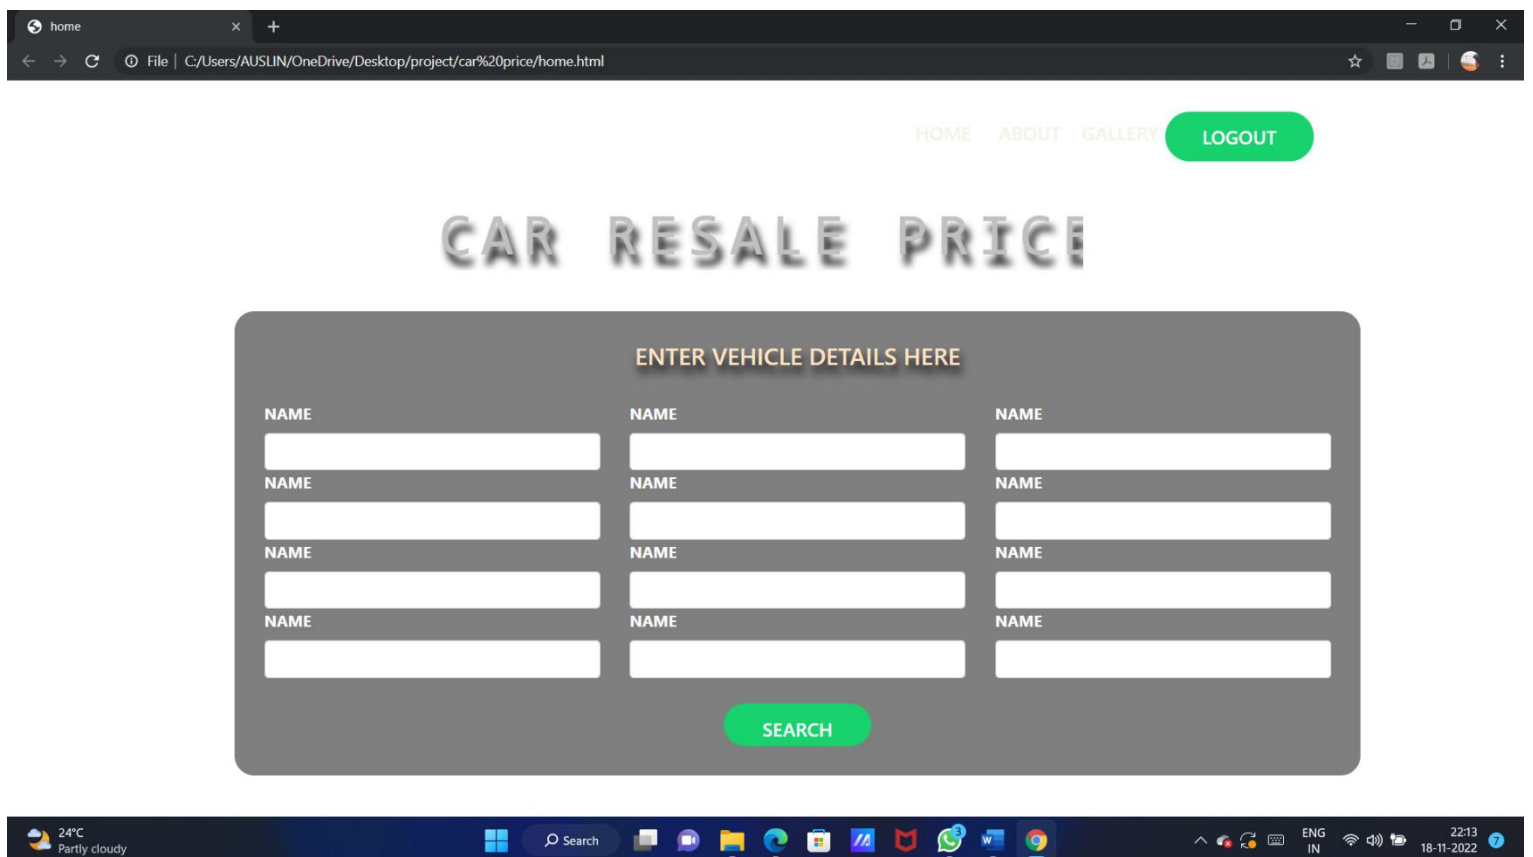 home
File | C:/Users/AUSLIN/OneDrive/Desktop/project/car%20price/home.html
HOME ABOUT GALLERY LOGOUT
CAR RESALE PRICE
ENTER VEHICLE DETAILS HERE
NAME NAME NAME
NAME NAME NAME
NAME NAME NAME
NAME NAME NAME
SEARCH
24°C
Partly cloudy
Search
3
W
ENG
IN
22:13
18-11-2022
7